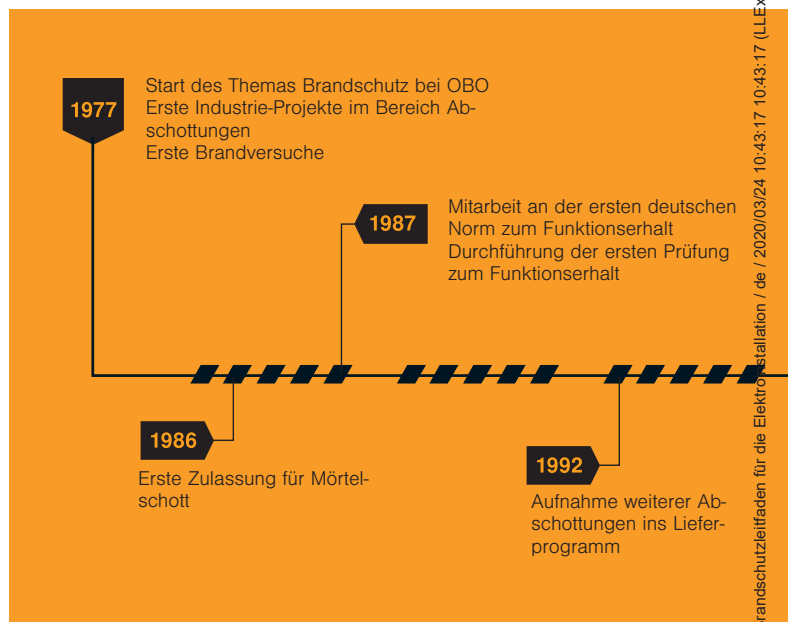 1977
Start des Themas Brandschutz bei OBO
Erste Industrie-Projekte im Bereich Ab-
schottungen
Erste Brandversuche
1987
Mitarbeit an der ersten deutschen
Norm zum Funktionserhalt
Durchführung der ersten Prüfung
zum Funktionserhalt
1986
Erste Zulassung für Mörtel-
schott
1992
Aufnahme weiterer Ab-
schottungen ins Liefer-
programm
für die / de / 2020/03/24 10:43:17 10:43:17